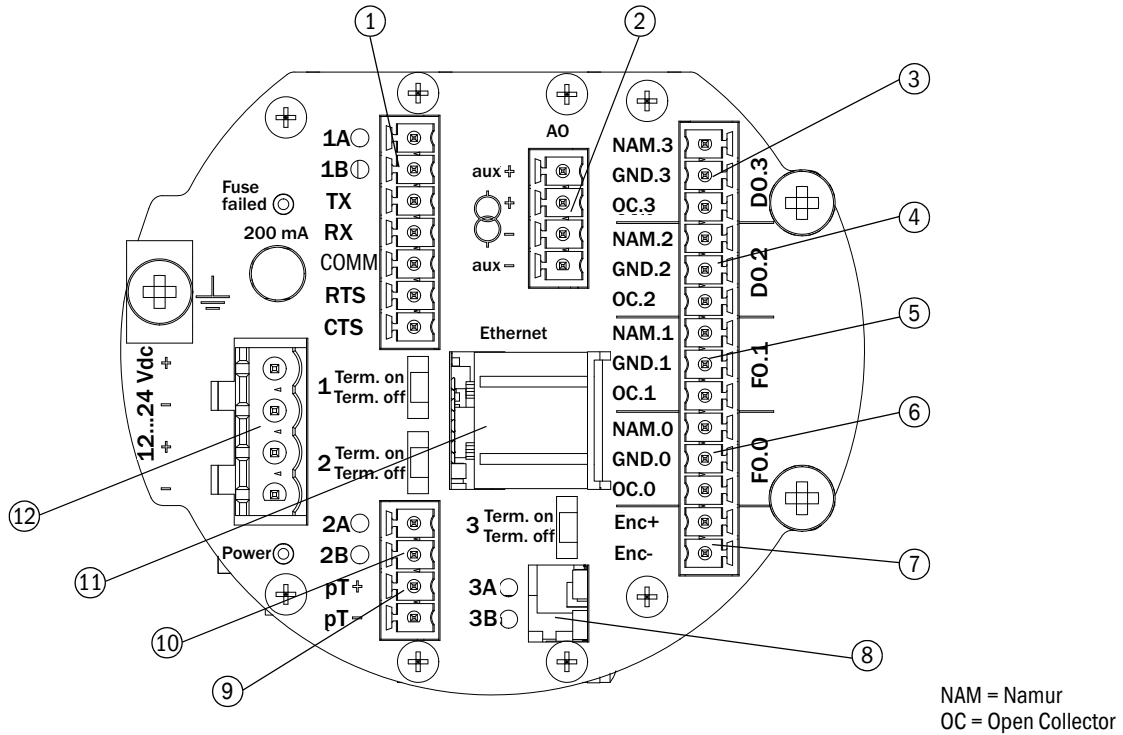 1
2
3
4
5
6
7
8
9
10
11
12
1A
1B
TX
RX
COMM
RTS
CTS
Fuse
failed
200 mA
AO
aux+
+
-
aux-
NAM.3
GND.3
OC.3
DO.3
NAM.2
GND.2
OC.2
DO.2
NAM.1
GND.1
OC.1
FO.1
NAM.0
GND.0
OC.0
FO.0
Enc+
Enc-
Ethernet
12...24 Vdc
+
-
+
-
1 Term. on
Term. off
2 Term. on
Term. off
3 Term. on
Term. off
Power
2A
2B
pT+
pT-
3A
3B
NAM = Namur
OC = Open Collector